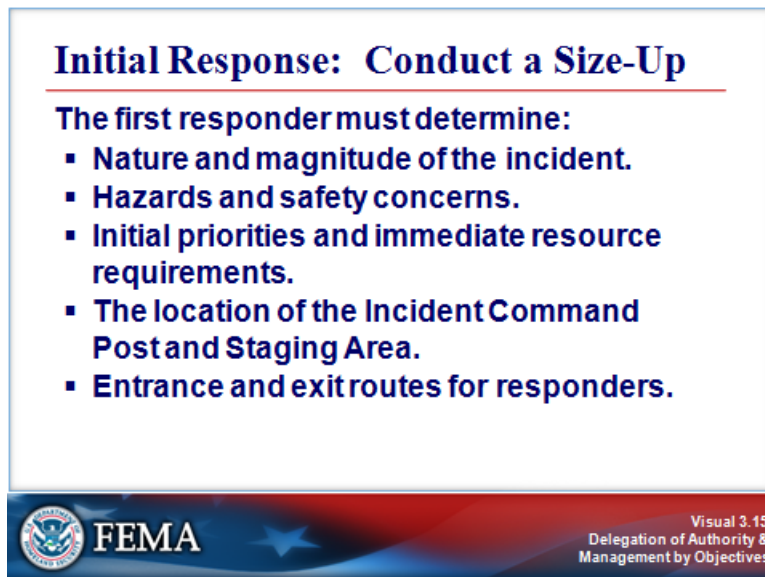 Initial Response: Conduct a Size-Up
The first responder must determine:
▪ Nature and magnitude of the incident.
▪ Hazards and safety concerns.
▪ Initial priorities and immediate resource
requirements.
▪ The location of the Incident Command
Post and Staging Area.
▪ Entrance and exit routes for responders.
FEMA
Visual 3.15
Delegation of Authority &
Management by Objectives